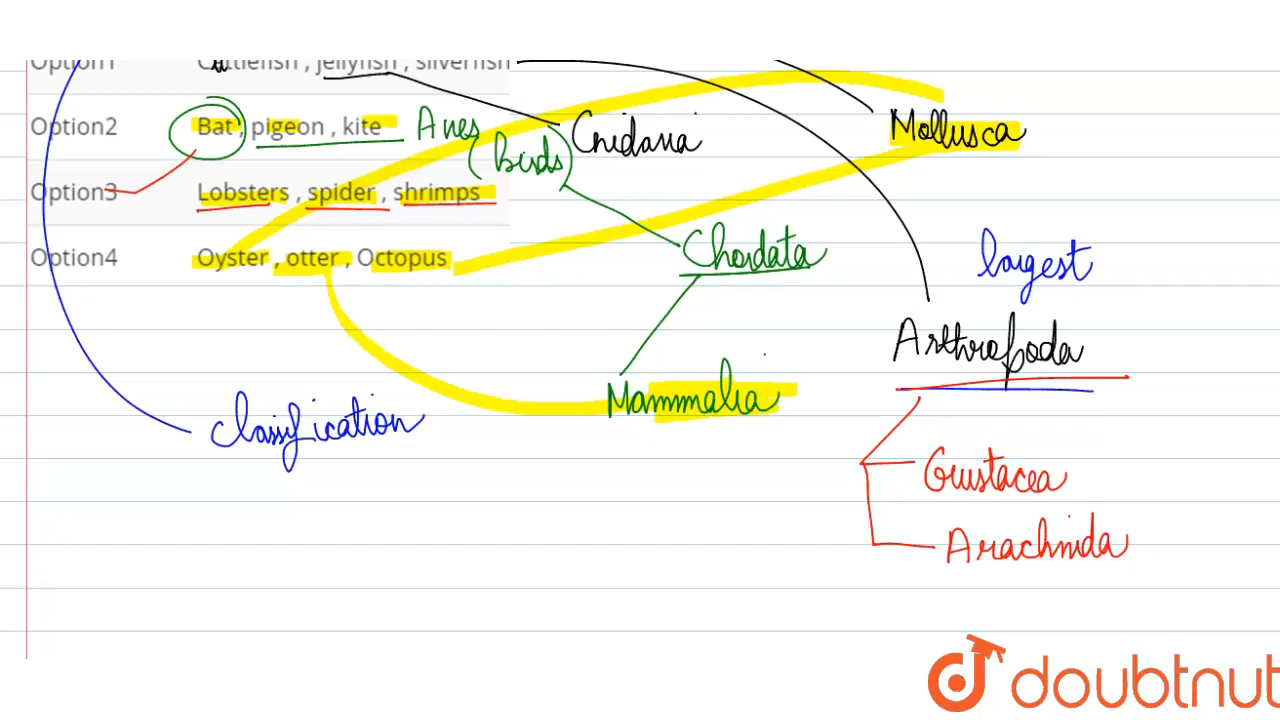 Option1 Cuttlefish , jellyfish , silverfish
Option2 Bat , pigeon , kite Aves Cnidaria Mollusca
(Birds)
Option3 Lobsters , spider , shrimps
Option4 Oyster , otter , Octopus Chordata largest
Arthropoda
Mammalia
Classification
Crustacea
Arachnida
doubtnut